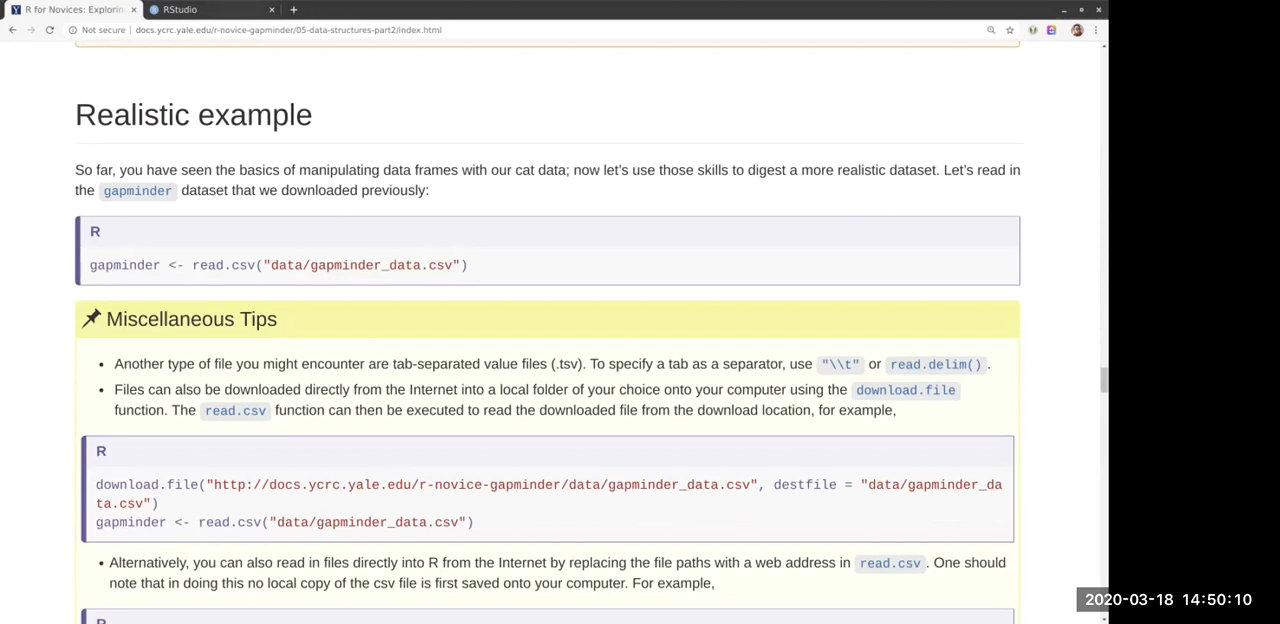 R for Novices: Explorin
RStudio
Not secure | docs.ycrc.yale.edu/r-novice-gapminder/05-data-structures-part2/index.html
Realistic example
So far, you have seen the basics of manipulating data frames with our cat data; now let's use those skills to digest a more realistic dataset. Let's read in
the gapminder dataset that we downloaded previously:
R
gapminder <- read.csv("data/gapminder_data.csv")
Miscellaneous Tips
• Another type of file you might encounter are tab-separated value files (.tsv). To specify a tab as a separator, use "\\t" or read.delim().
• Files can also be downloaded directly from the Internet into a local folder of your choice onto your computer using the download.file
function. The read.csv function can then be executed to read the downloaded file from the download location, for example,
R
download.file("http://docs.ycrc.yale.edu/r-novice-gapminder/data/gapminder_data.csv", destfile = "data/gapminder_da
ta.csv")
gapminder <- read.csv("data/gapminder_data.csv")
• Alternatively, you can also read in files directly into R from the Internet by replacing the file paths with a web address in read.csv. One should
note that in doing this no local copy of the csv file is first saved onto your computer. For example,
R
2020-03-18 14:50:10